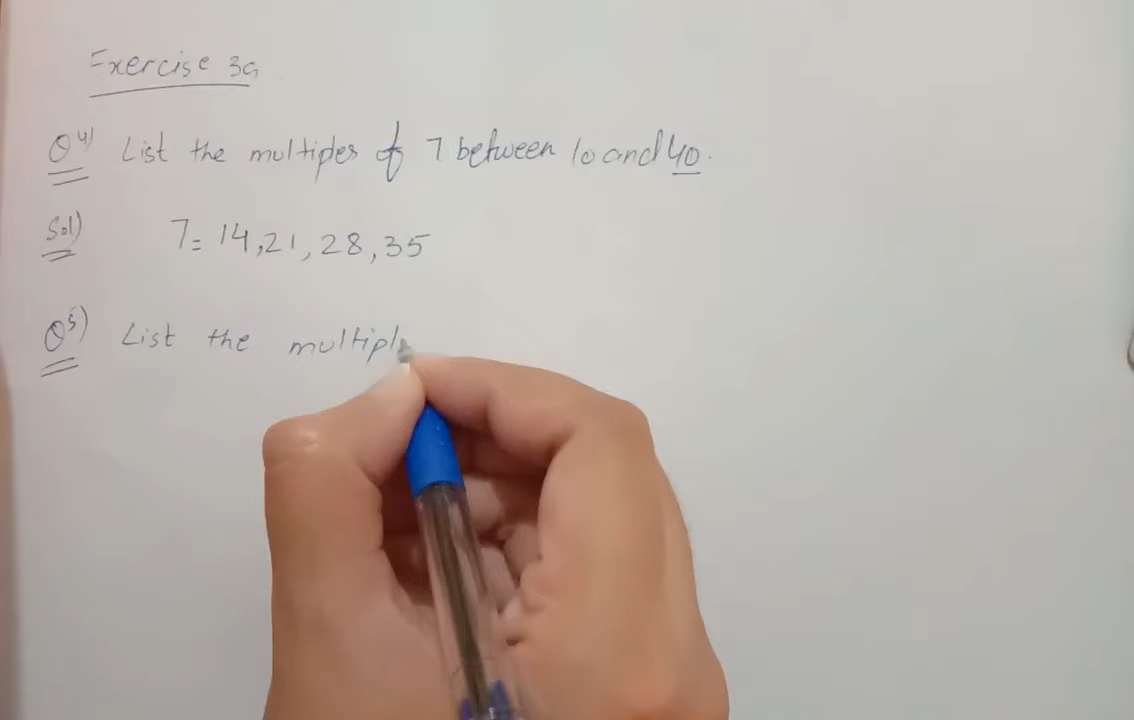 Exercise 3a
Q4) List the multiples of 7 between 10 and 40.
Sol) 7 = 14, 21, 28, 35
Q5) List the multiple